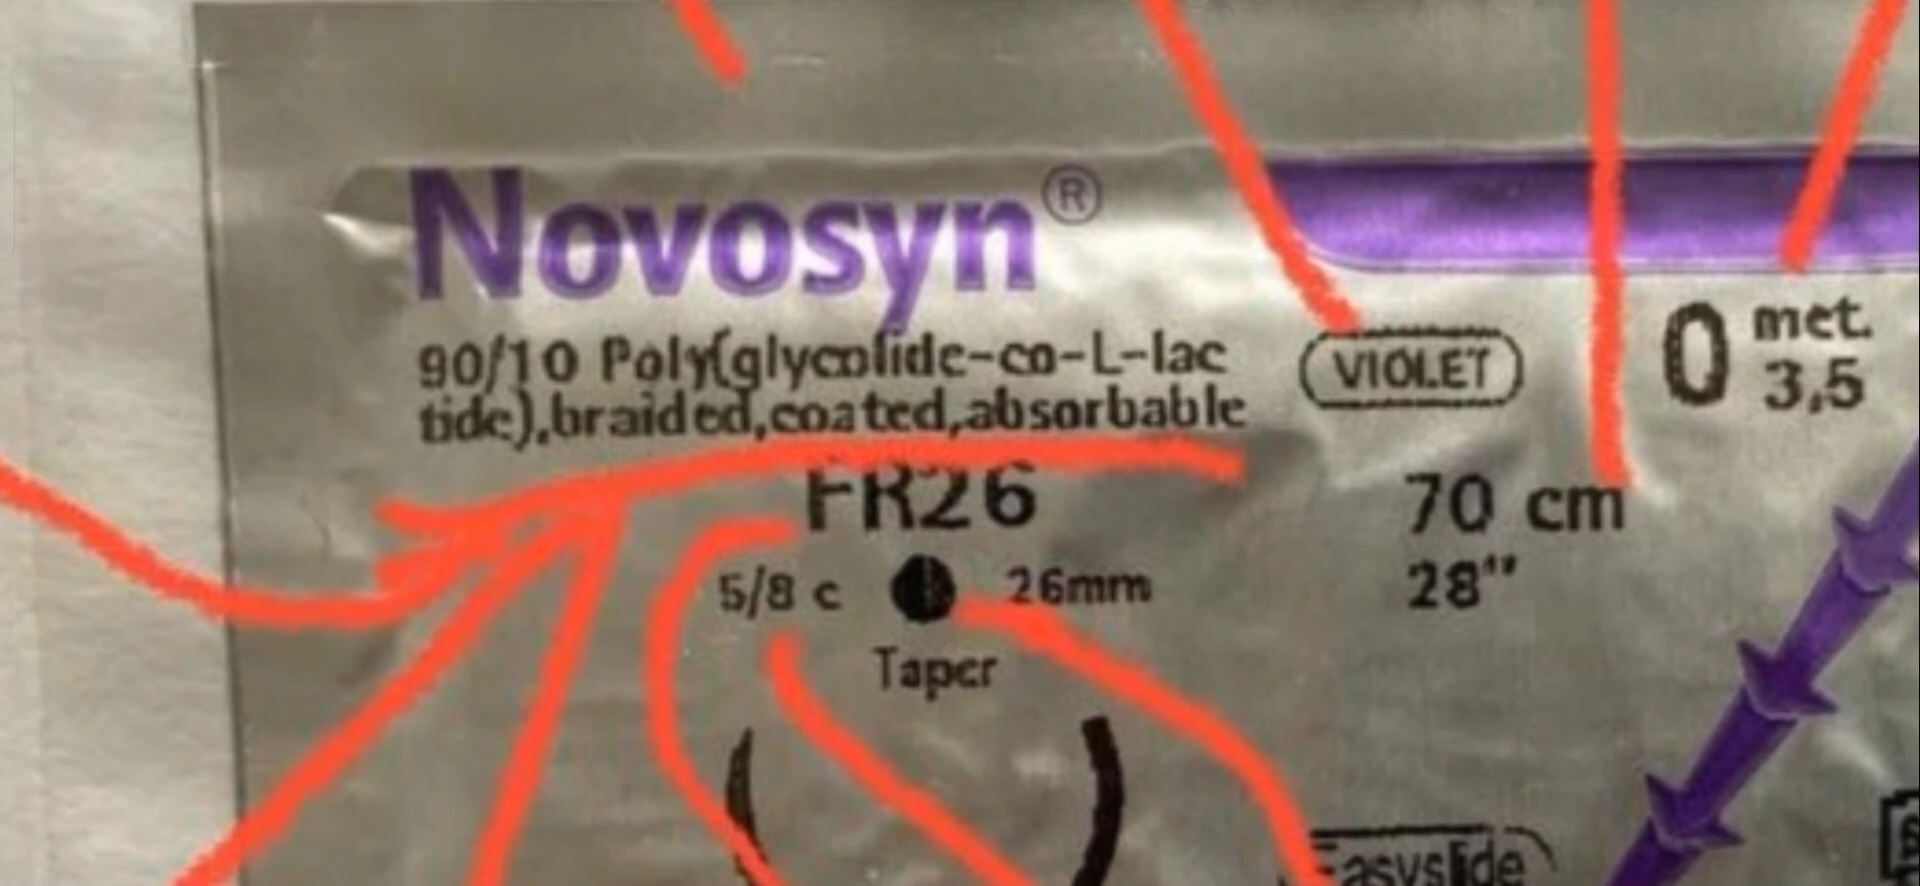 Novosyn®
90/10 Poly(glycolide-co-L-lac
tide),braided,coated,absorbable
VIOLET
0 met.
3,5
FR26
70 cm
28"
5/8 c 26mm
Taper
Easyslide